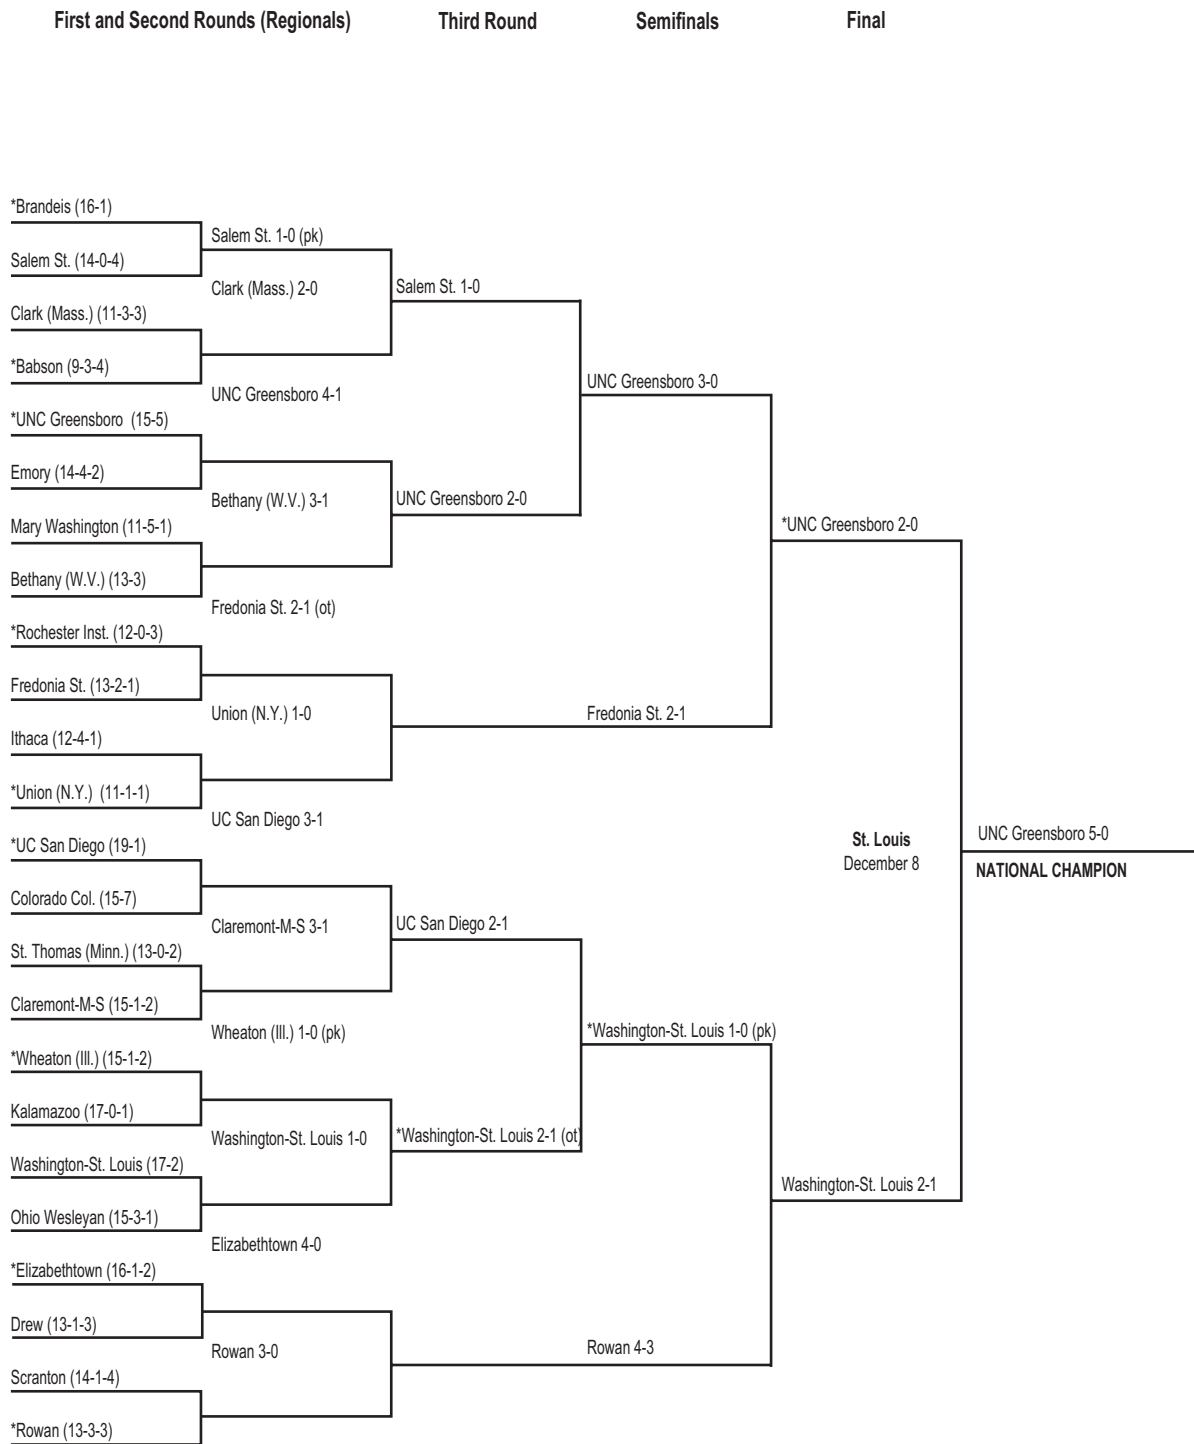 First and Second Rounds (Regionals)
Third Round
Semifinals
Final
*Brandeis (16-1)
Salem St. (14-0-4)
Clark (Mass.) (11-3-3)
*Babson (9-3-4)
*UNC Greensboro (15-5)
Emory (14-4-2)
Mary Washington (11-5-1)
Bethany (W.V.) (13-3)
*Rochester Inst. (12-0-3)
Fredonia St. (13-2-1)
Ithaca (12-4-1)
*Union (N.Y.) (11-1-1)
*UC San Diego (19-1)
Colorado Col. (15-7)
St. Thomas (Minn.) (13-0-2)
Claremont-M-S (15-1-2)
*Wheaton (Ill.) (15-1-2)
Kalamazoo (17-0-1)
Washington-St. Louis (17-2)
Ohio Wesleyan (15-3-1)
*Elizabethtown (16-1-2)
Drew (13-1-3)
Scranton (14-1-4)
*Rowan (13-3-3)
Salem St. 1-0 (pk)
Clark (Mass.) 2-0
UNC Greensboro 4-1
Bethany (W.V.) 3-1
Fredonia St. 2-1 (ot)
Union (N.Y.) 1-0
UC San Diego 3-1
Claremont-M-S 3-1
Wheaton (Ill.) 1-0 (pk)
Washington-St. Louis 1-0
Elizabethtown 4-0
Rowan 3-0
Salem St. 1-0
UNC Greensboro 2-0
UC San Diego 2-1
*Washington-St. Louis 2-1 (ot)
UNC Greensboro 3-0
Fredonia St. 2-1
*Washington-St. Louis 1-0 (pk)
Rowan 4-3
*UNC Greensboro 2-0
Washington-St. Louis 2-1
St. Louis
December 8
UNC Greensboro 5-0
NATIONAL CHAMPION